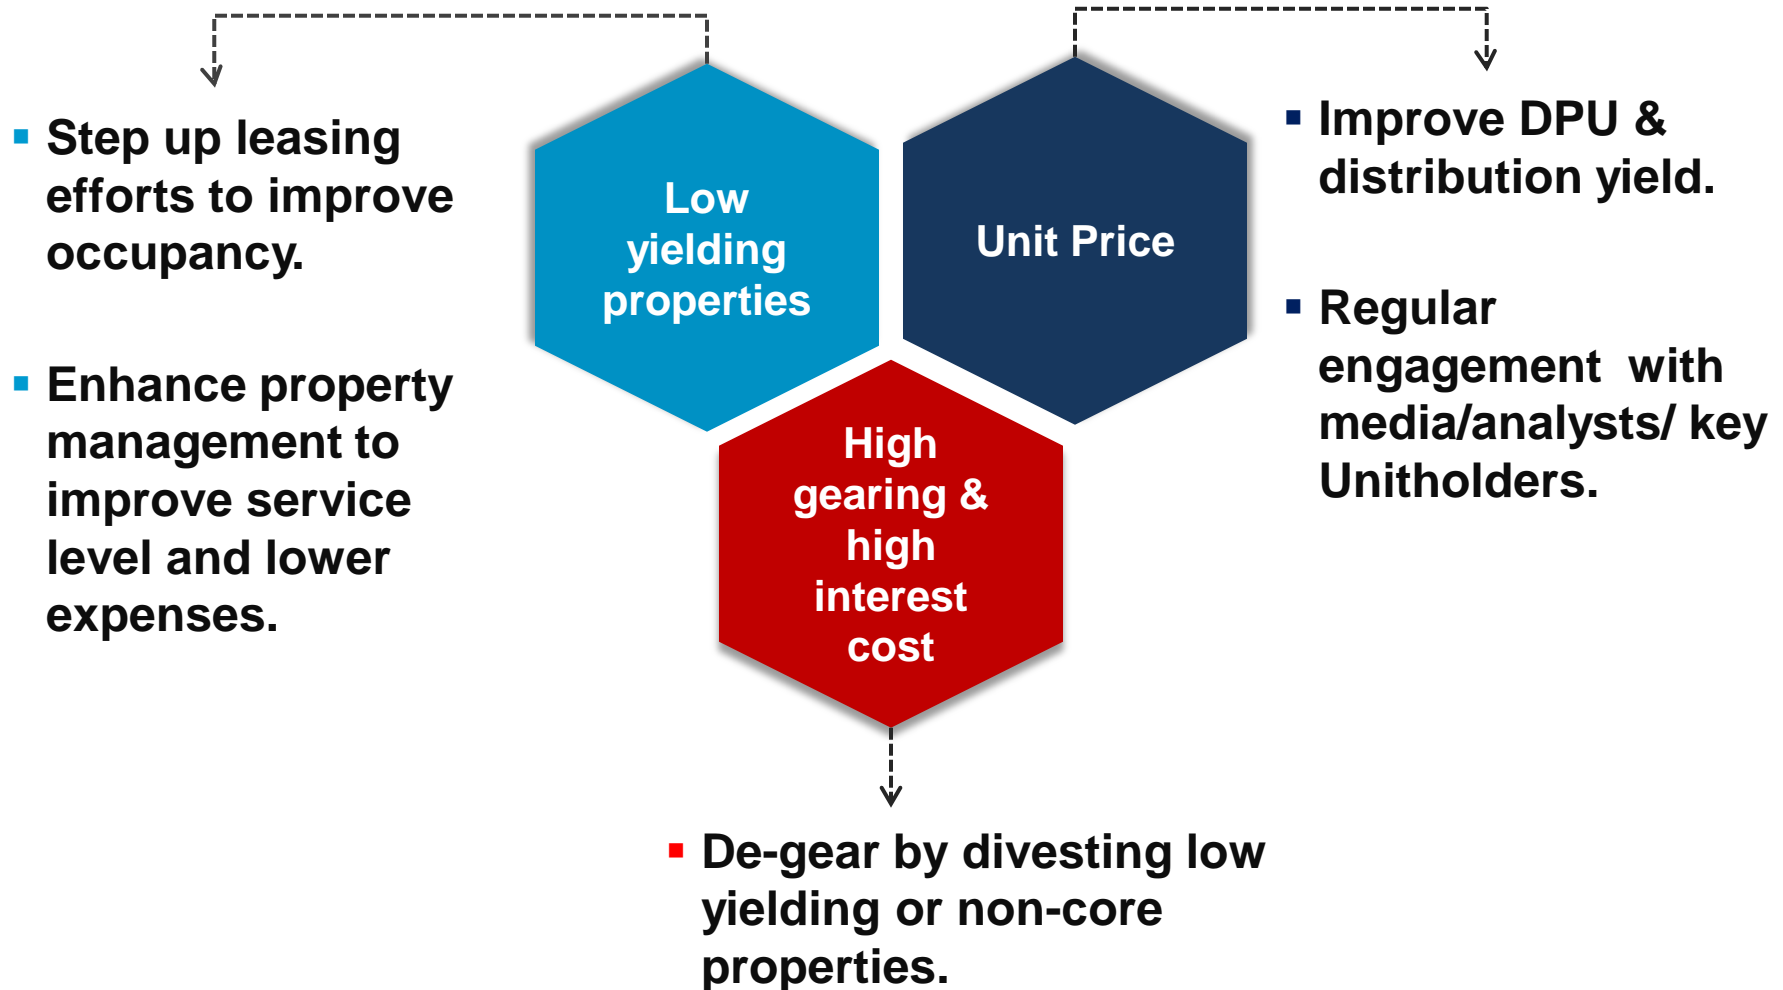 ▪ Step up leasing
efforts to improve
occupancy.
▪ Enhance property
management to
improve service
level and lower
expenses.
Low
yielding
properties
Unit Price
High
gearing &
high
interest
cost
▪ Improve DPU &
distribution yield.
▪ Regular
engagement  with
media/analysts/ key
Unitholders.
▪ De-gear by divesting low
yielding or non-core
properties.